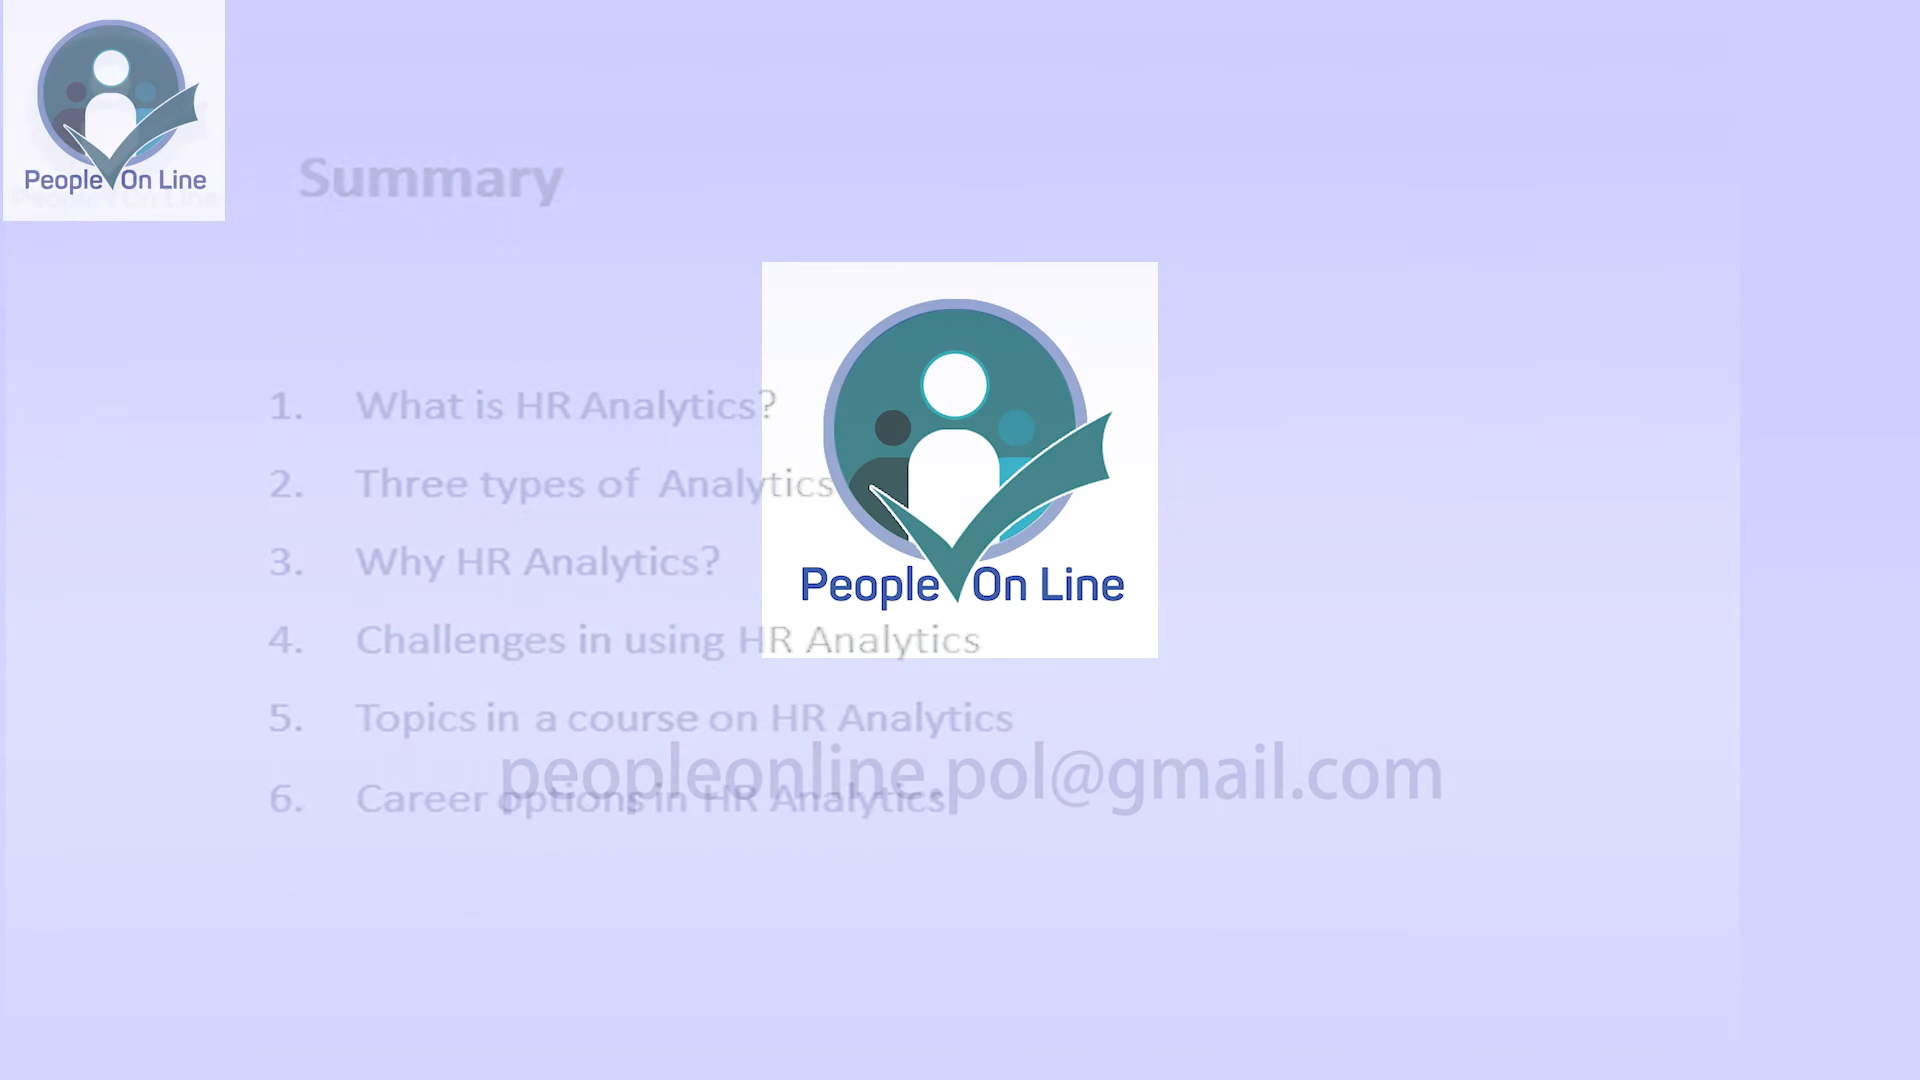 People On Line
Summary
1. What is HR Analytics?
2. Three types of Analytics
3. Why HR Analytics?
People On Line
4. Challenges in using HR Analytics
5. Topics in a course on HR Analytics
peopleonline.pol@gmail.com
6. Career options in HR Analytics